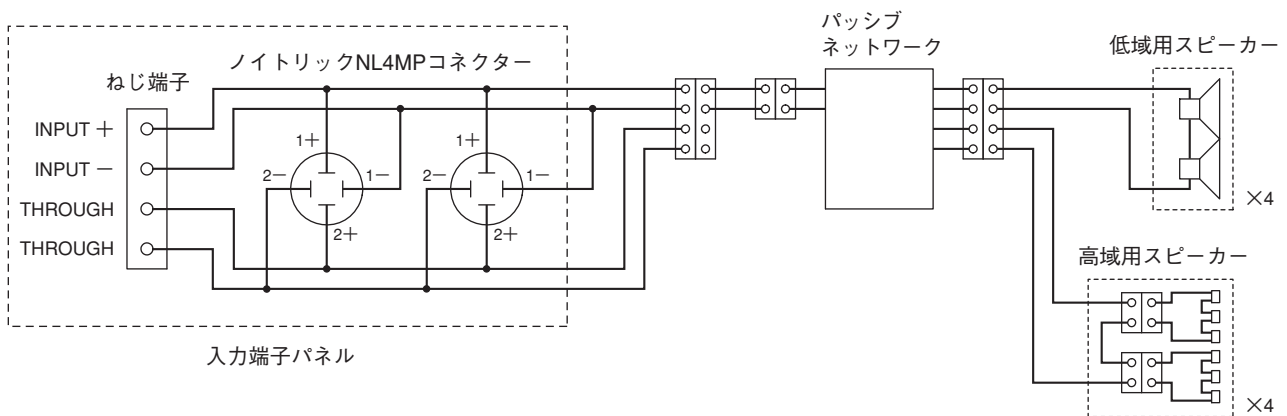 パッシブ
ネットワーク
低域用スピーカー
ノイトリックNL4MPコネクター
ねじ端子
INPUT +
INPUT −
THROUGH
THROUGH
1+
2−
1−
2+
1+
2−
1−
2+
×4
高域用スピーカー
×4
入力端子パネル